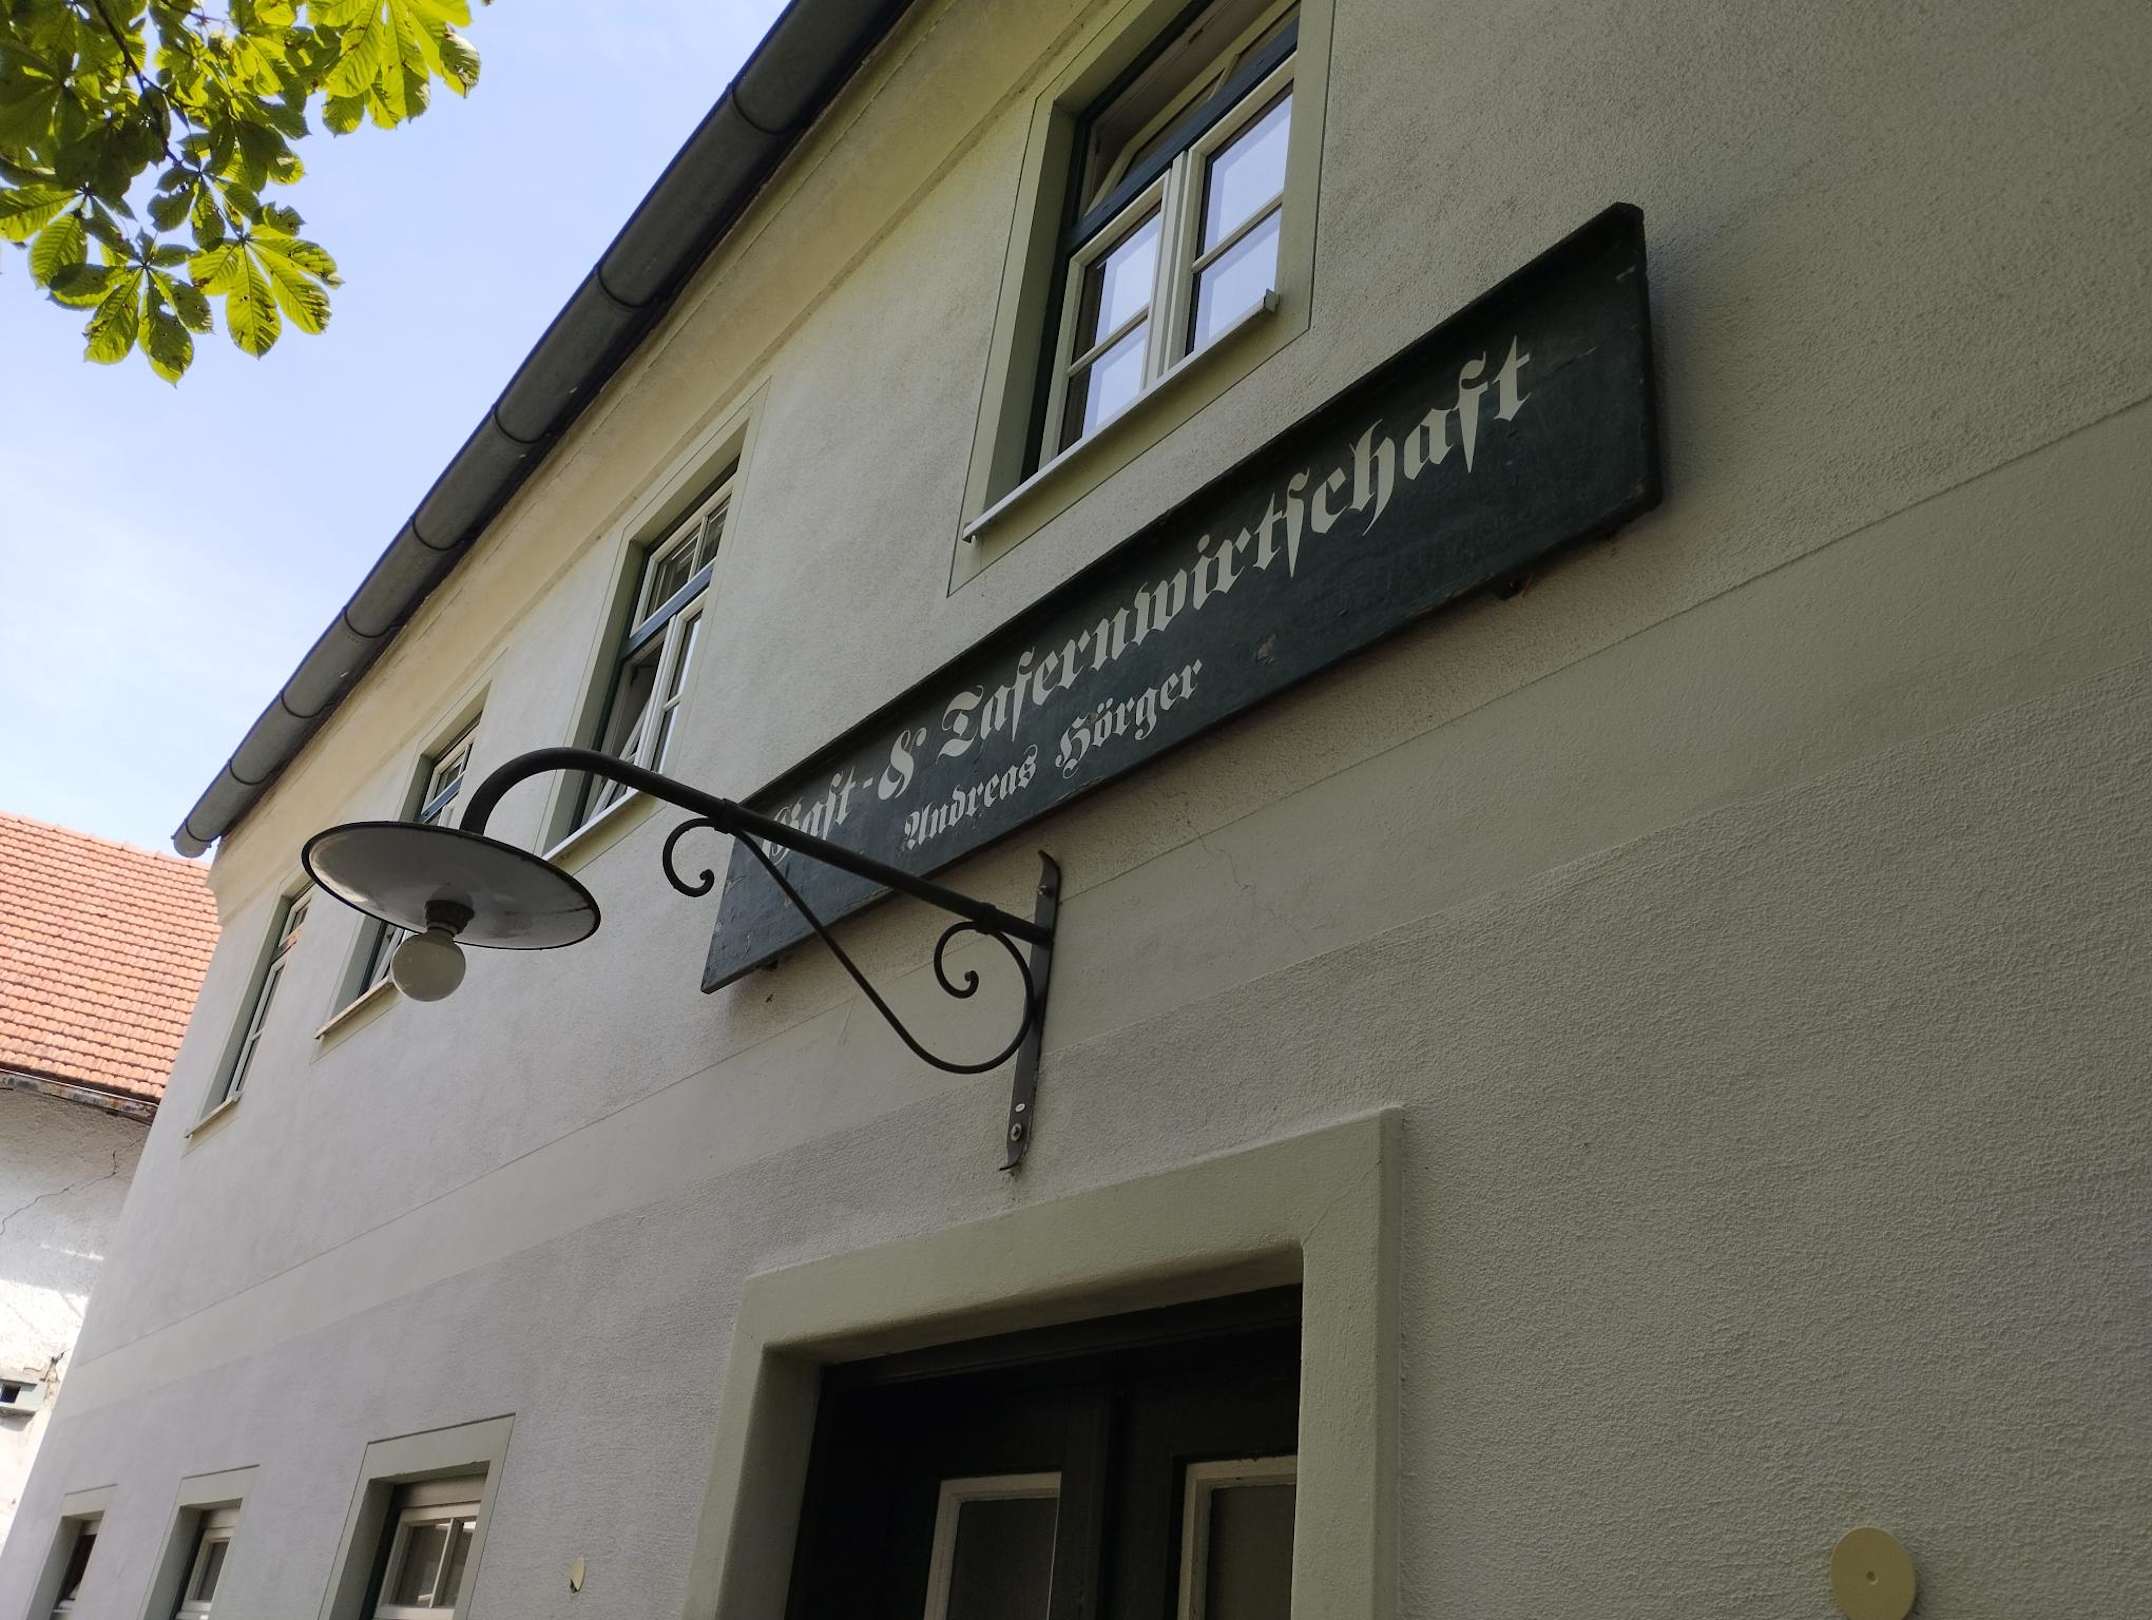 Gast- & Tafernwirtschaft
Andreas Hörger